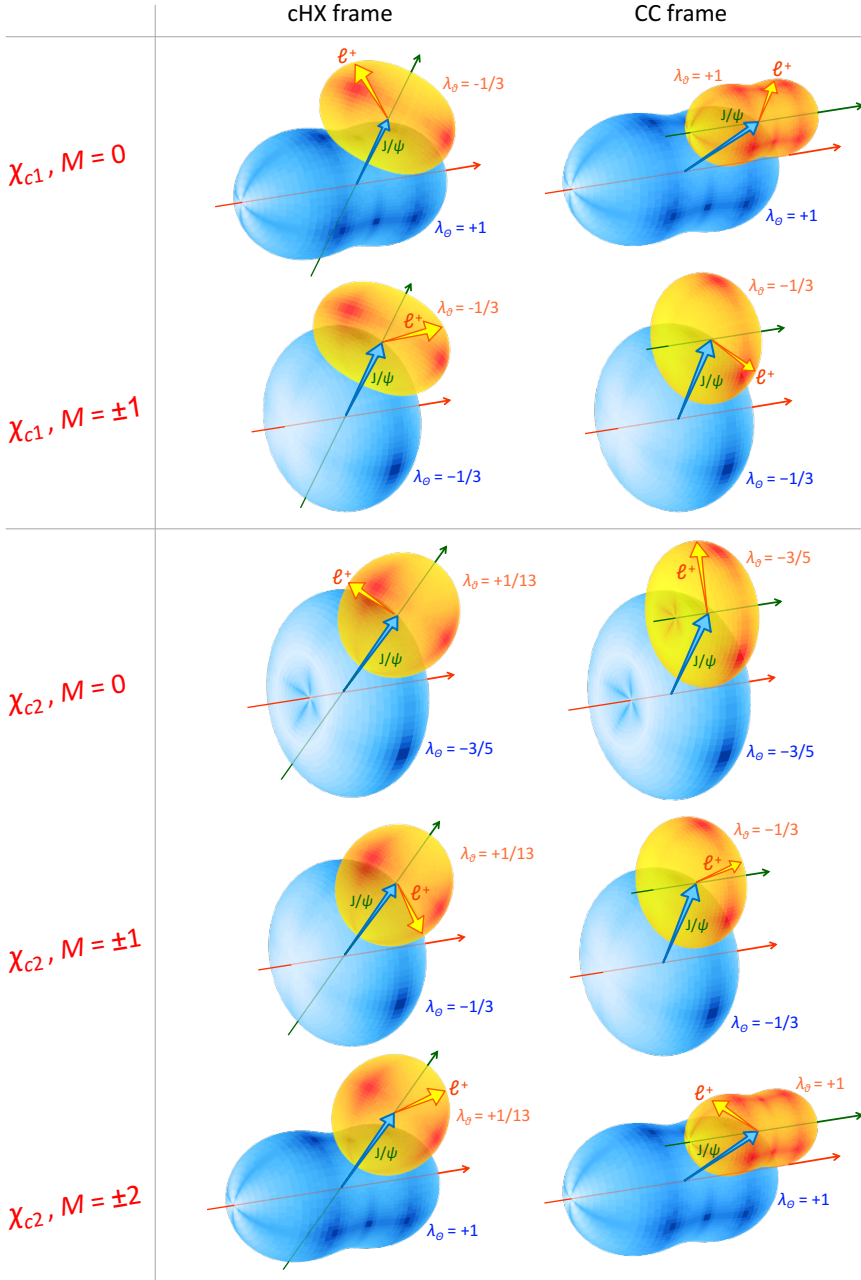 cHX frame
CC frame
χc1, M = 0
ℓ+
λϑ = -1/3
J/ψ
λΘ = +1
λϑ = +1
ℓ+
J/ψ
λΘ = +1
χc1, M = ±1
λϑ = -1/3
ℓ+
J/ψ
λΘ = −1/3
λϑ = −1/3
J/ψ
ℓ+
λΘ = −1/3
χc2, M = 0
ℓ+
λϑ = +1/13
J/ψ
λΘ = −3/5
λϑ = −3/5
ℓ+
J/ψ
λΘ = −3/5
χc2, M = ±1
λϑ = +1/13
ℓ+
J/ψ
λΘ = −1/3
λϑ = −1/3
ℓ+
J/ψ
λΘ = −1/3
χc2, M = ±2
ℓ+
λϑ = +1/13
J/ψ
λΘ = +1
ℓ+
λϑ = +1
J/ψ
λΘ = +1